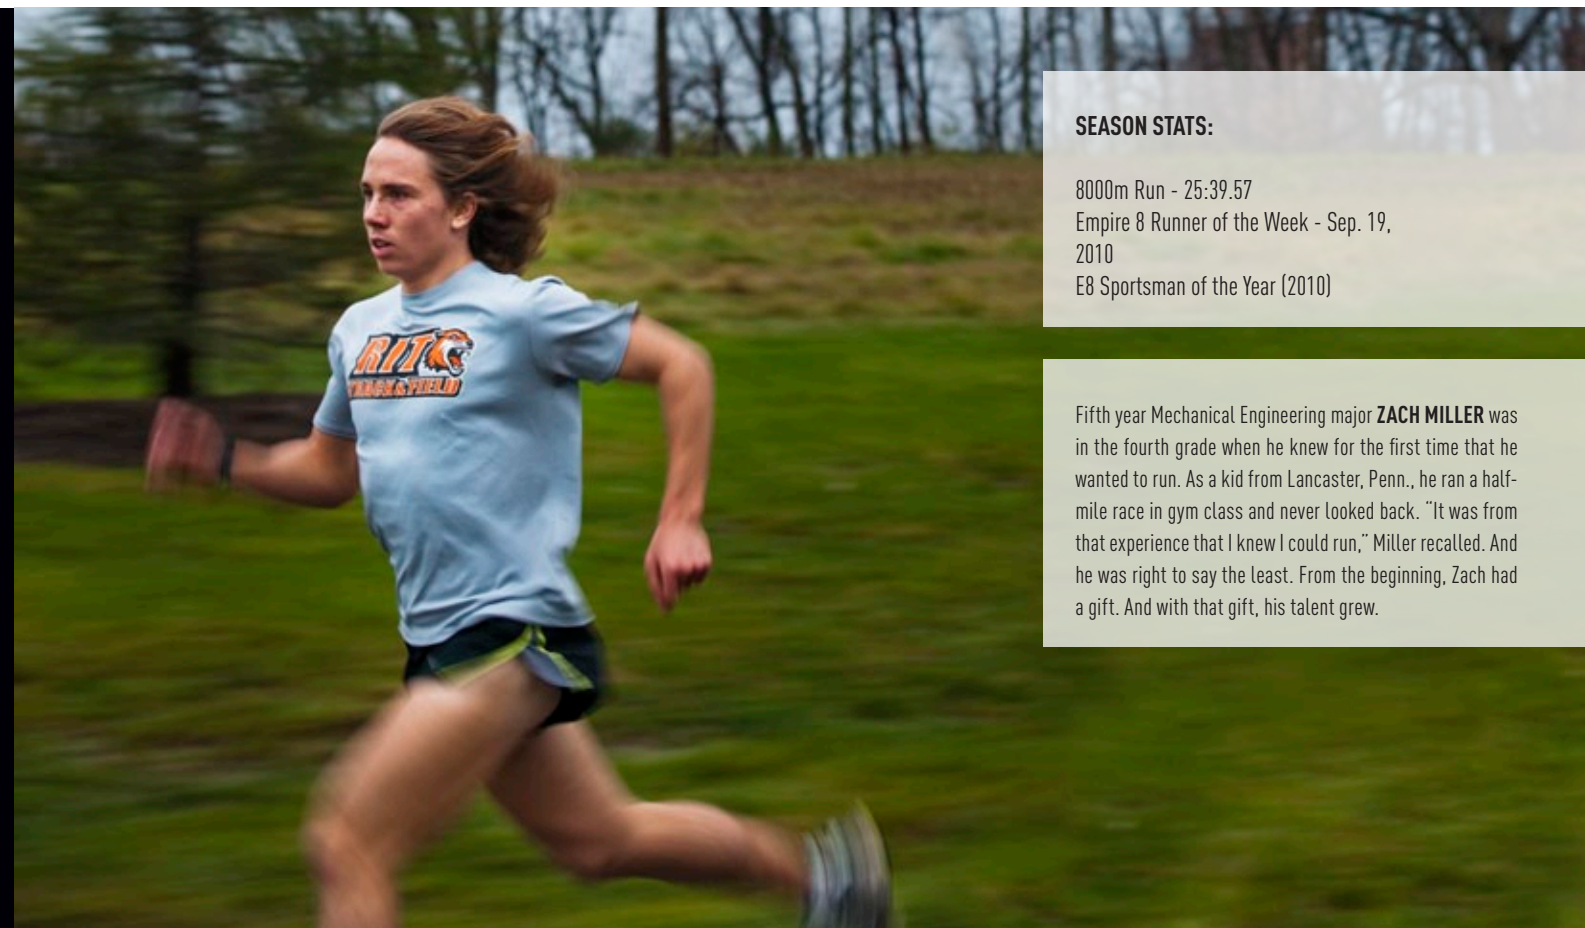 SEASON STATS:
8000m Run - 25:39.57
Empire 8 Runner of the Week - Sep. 19,
2010
E8 Sportsman of the Year (2010)
RIT
TRACK & FIELD
Fifth year Mechanical Engineering major ZACH MILLER was
in the fourth grade when he knew for the first time that he
wanted to run. As a kid from Lancaster, Penn., he ran a half-
mile race in gym class and never looked back. "It was from
that experience that I knew I could run," Miller recalled. And
he was right to say the least. From the beginning, Zach had
a gift. And with that gift, his talent grew.